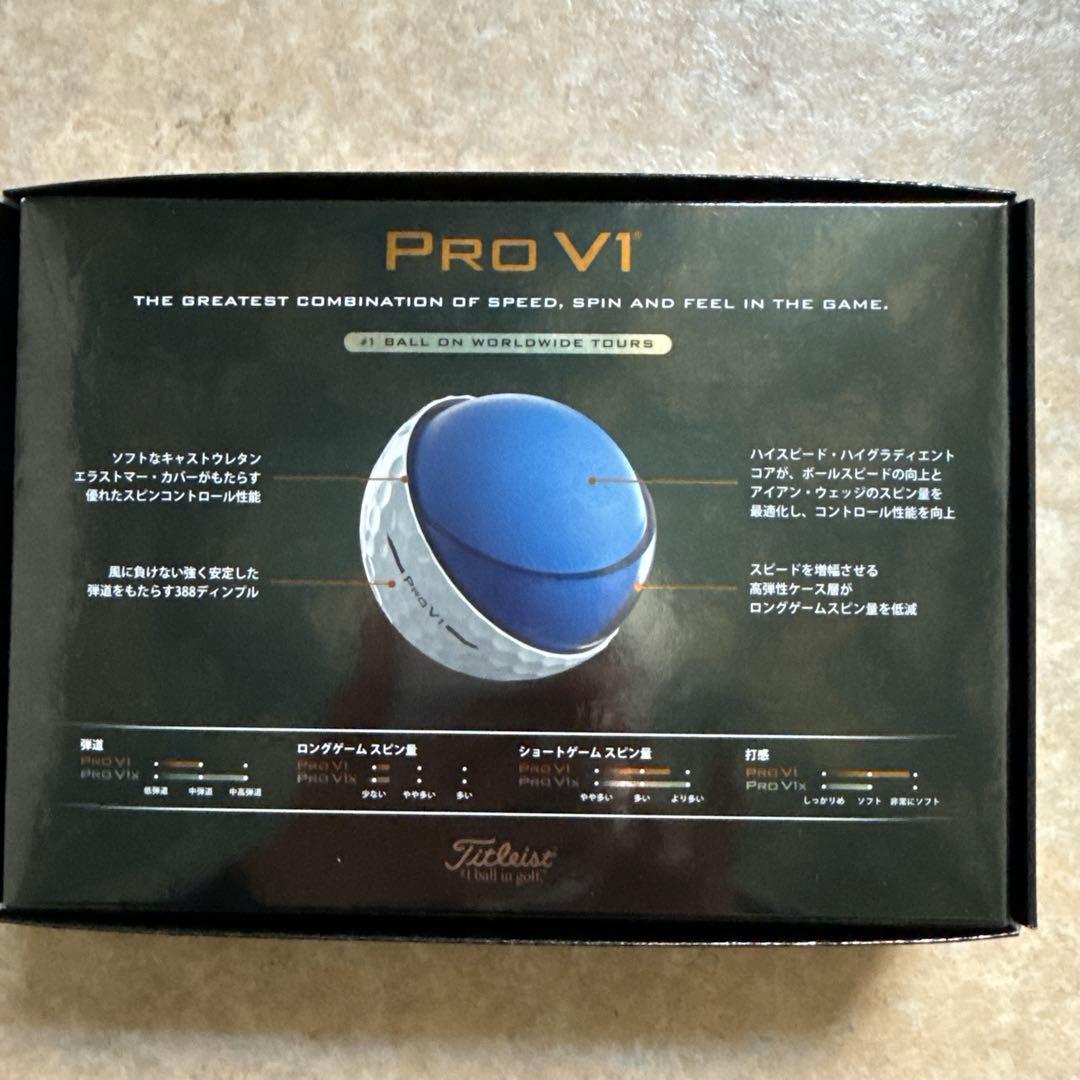 PRO V1®
THE GREATEST COMBINATION OF SPEED, SPIN AND FEEL IN THE GAME.
#1 BALL ON WORLDWIDE TOURS
ソフトなキャストウレタン
エラストマー・カバーがもたらす
優れたスピンコントロール性能
ハイスピード・ハイグラディエント
コアが、ボールスピードの向上と
アイアン・ウェッジのスピン量を
最適化し、コントロール性能を向上
風に負けない強く安定した
弾道をもたらす388ディンプル
スピードを増幅させる
高弾性ケース層が
ロングゲームスピン量を低減
PRO V1
弾道
PRO V1
PRO V1x
低弾道 中弾道 中高弾道
ロングゲーム スピン量
PRO V1
PRO V1x
少ない やや多い 多い
ショートゲーム スピン量
PRO V1
PRO V1x
やや多い 多い より多い
打感
PRO V1
PRO V1x
しっかりめ ソフト 非常にソフト
Titleist®
#1 ball in golf.®